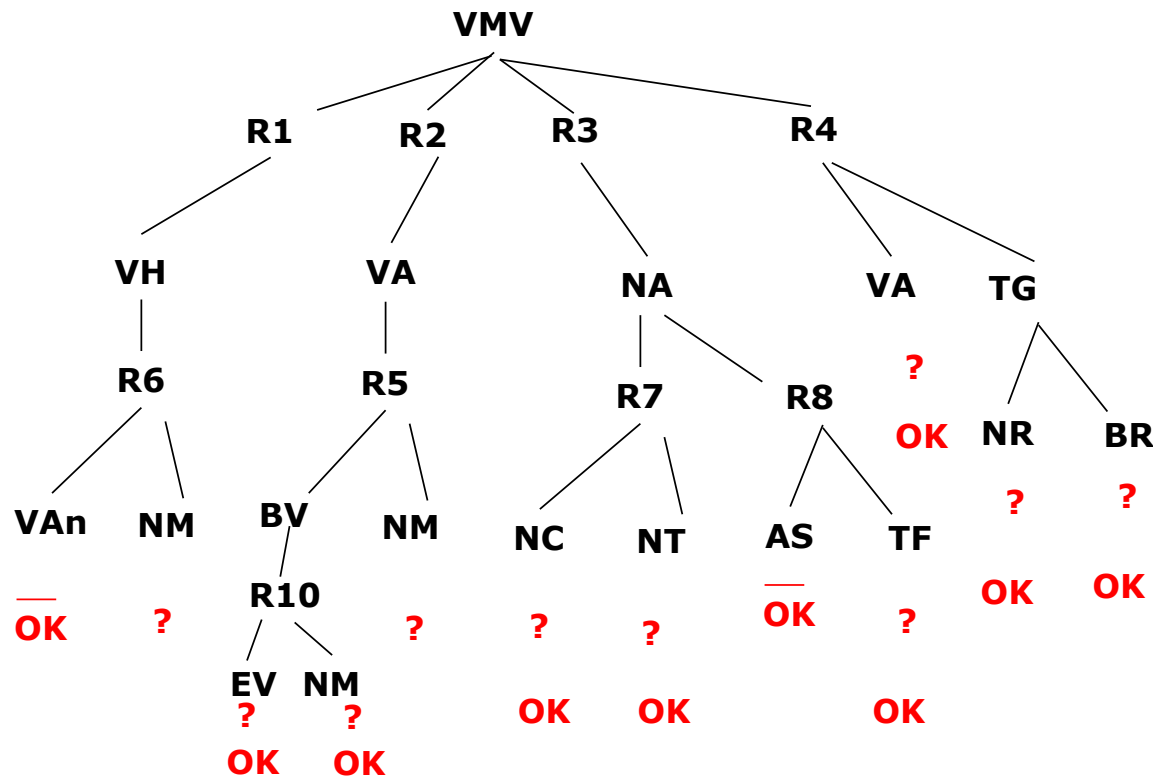 VMV
R1 R2 R3 R4
VH VA NA VA TG
R6 R5 R7 R8 ? OK NR BR
VAn NM BV NM NC NT AS TF ? ?
R10 OK OK
OK ? ? ? ? OK ?
EV NM
? ? OK OK OK
OK OK